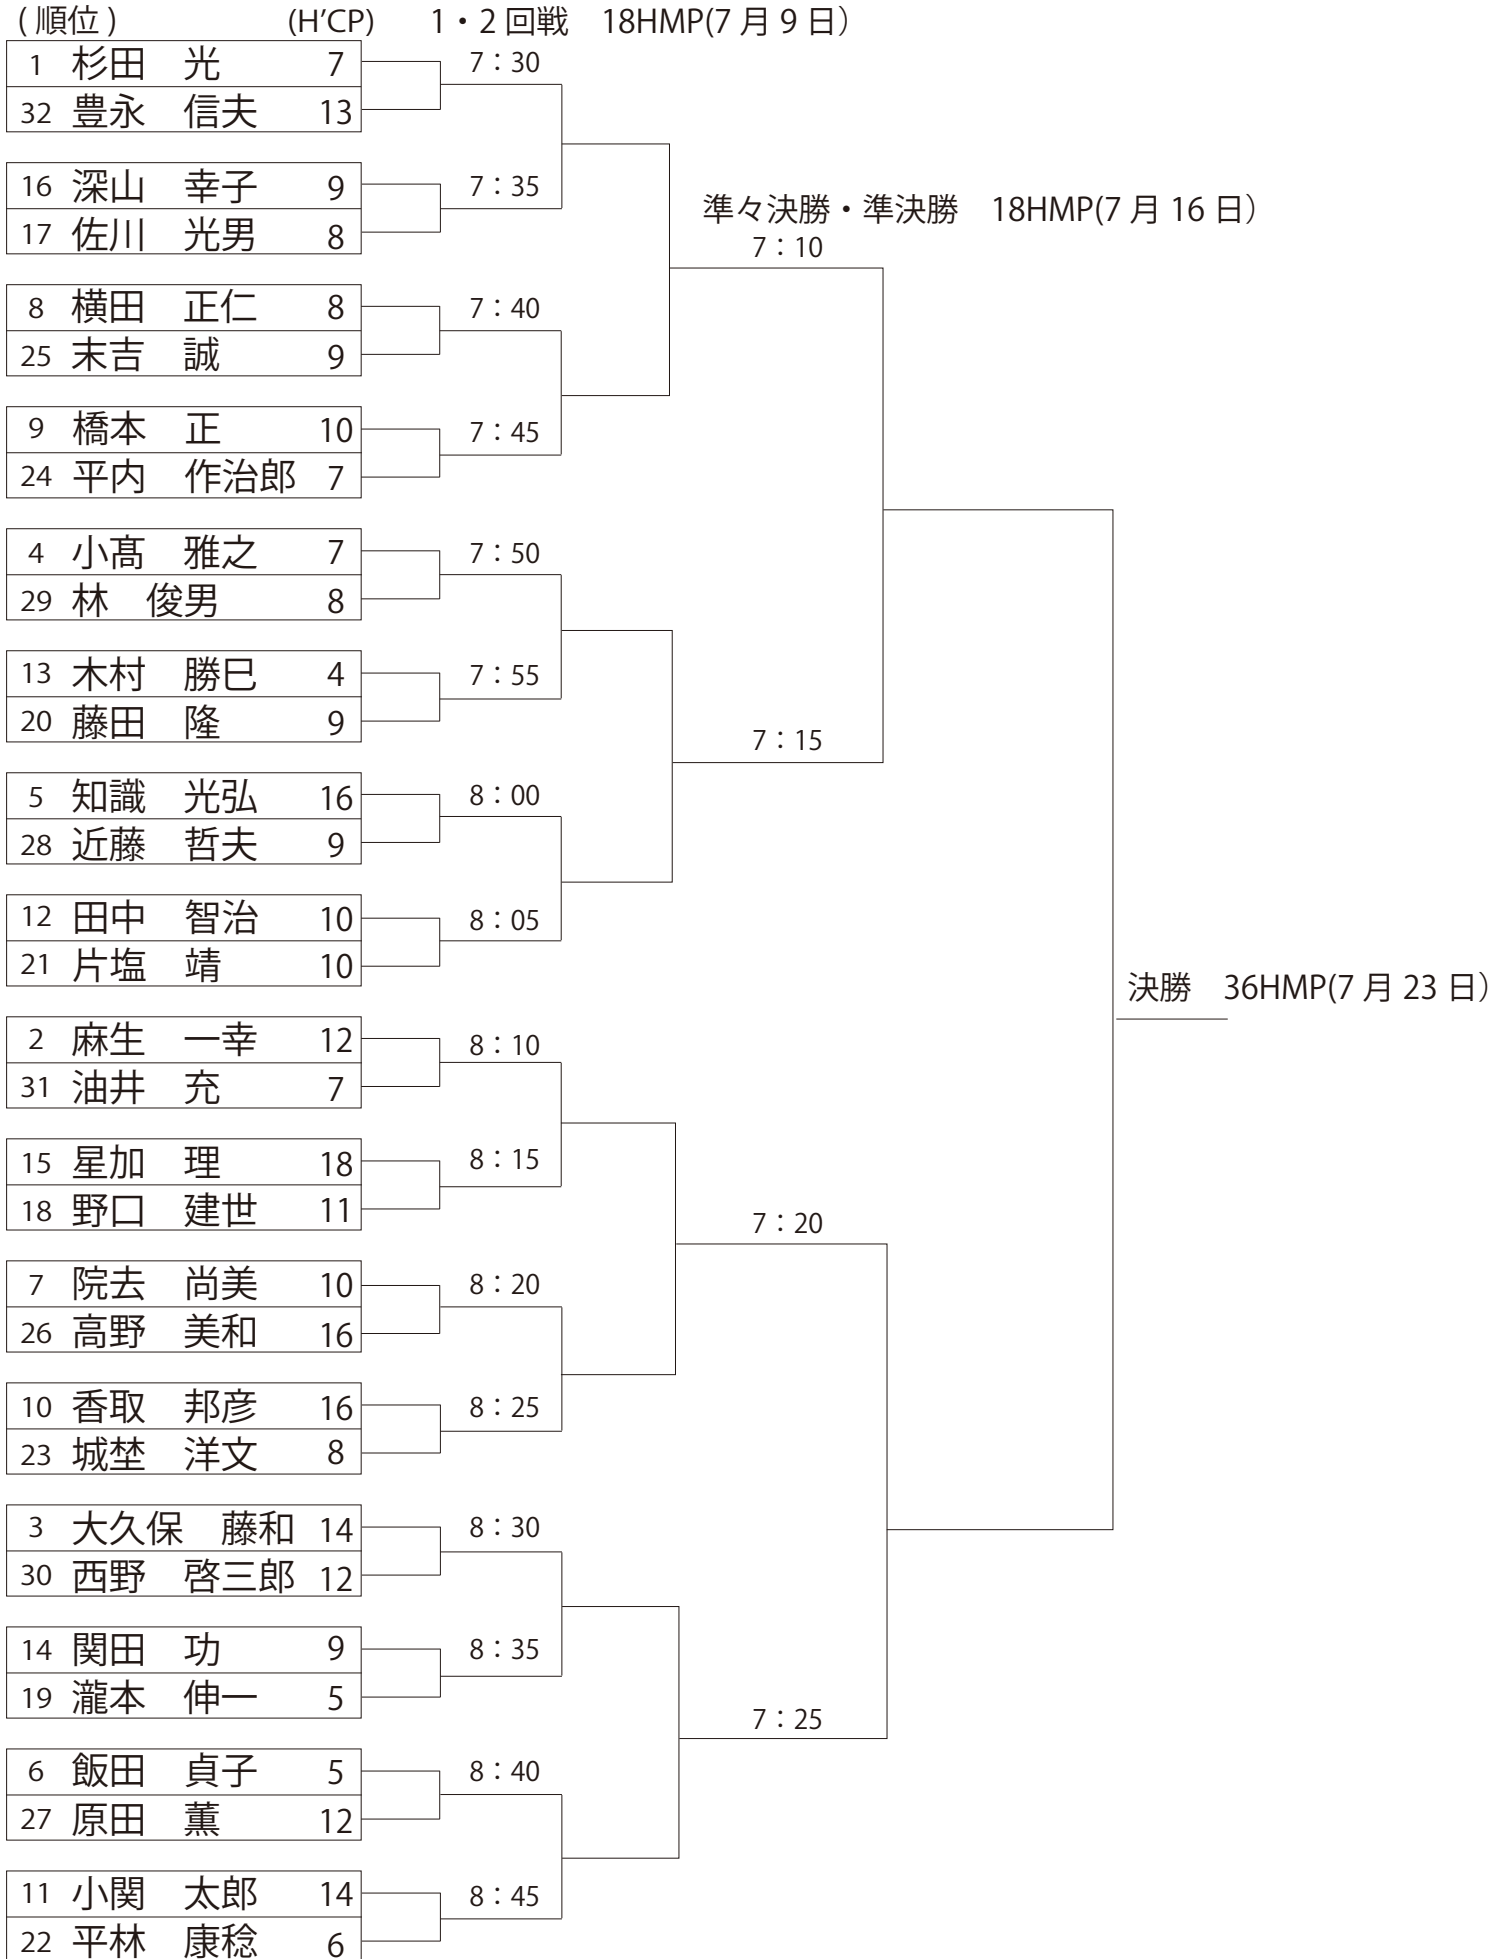 (順位) (H’CP) 1・2回戦　18HMP(7月9日）
1 杉田　光 7 7：30
32 豊永　信夫 13
16 深山　幸子 9 7：35
17 佐川　光男 8
準々決勝・準決勝　18HMP(7月16日）
7：10
8 横田　正仁 8 7：40
25 末吉　誠 9
9 橋本　正 10 7：45
24 平内　作治郎 7
4 小髙　雅之 7 7：50
29 林　俊男 8
13 木村　勝巳 4 7：55
20 藤田　隆 9
7：15
5 知識　光弘 16 8：00
28 近藤　哲夫 9
12 田中　智治 10 8：05
21 片塩　靖 10
決勝　36HMP(7月23日）
2 麻生　一幸 12 8：10
31 油井　充 7
15 星加　理 18 8：15
18 野口　建世 11
7：20
7 院去　尚美 10 8：20
26 高野　美和 16
10 香取　邦彦 16 8：25
23 城埜　洋文 8
3 大久保　藤和 14 8：30
30 西野　啓三郎 12
14 関田　功 9 8：35
19 瀧本　伸一 5
7：25
6 飯田　貞子 5 8：40
27 原田　薫 12
11 小関　太郎 14 8：45
22 平林　康稔 6